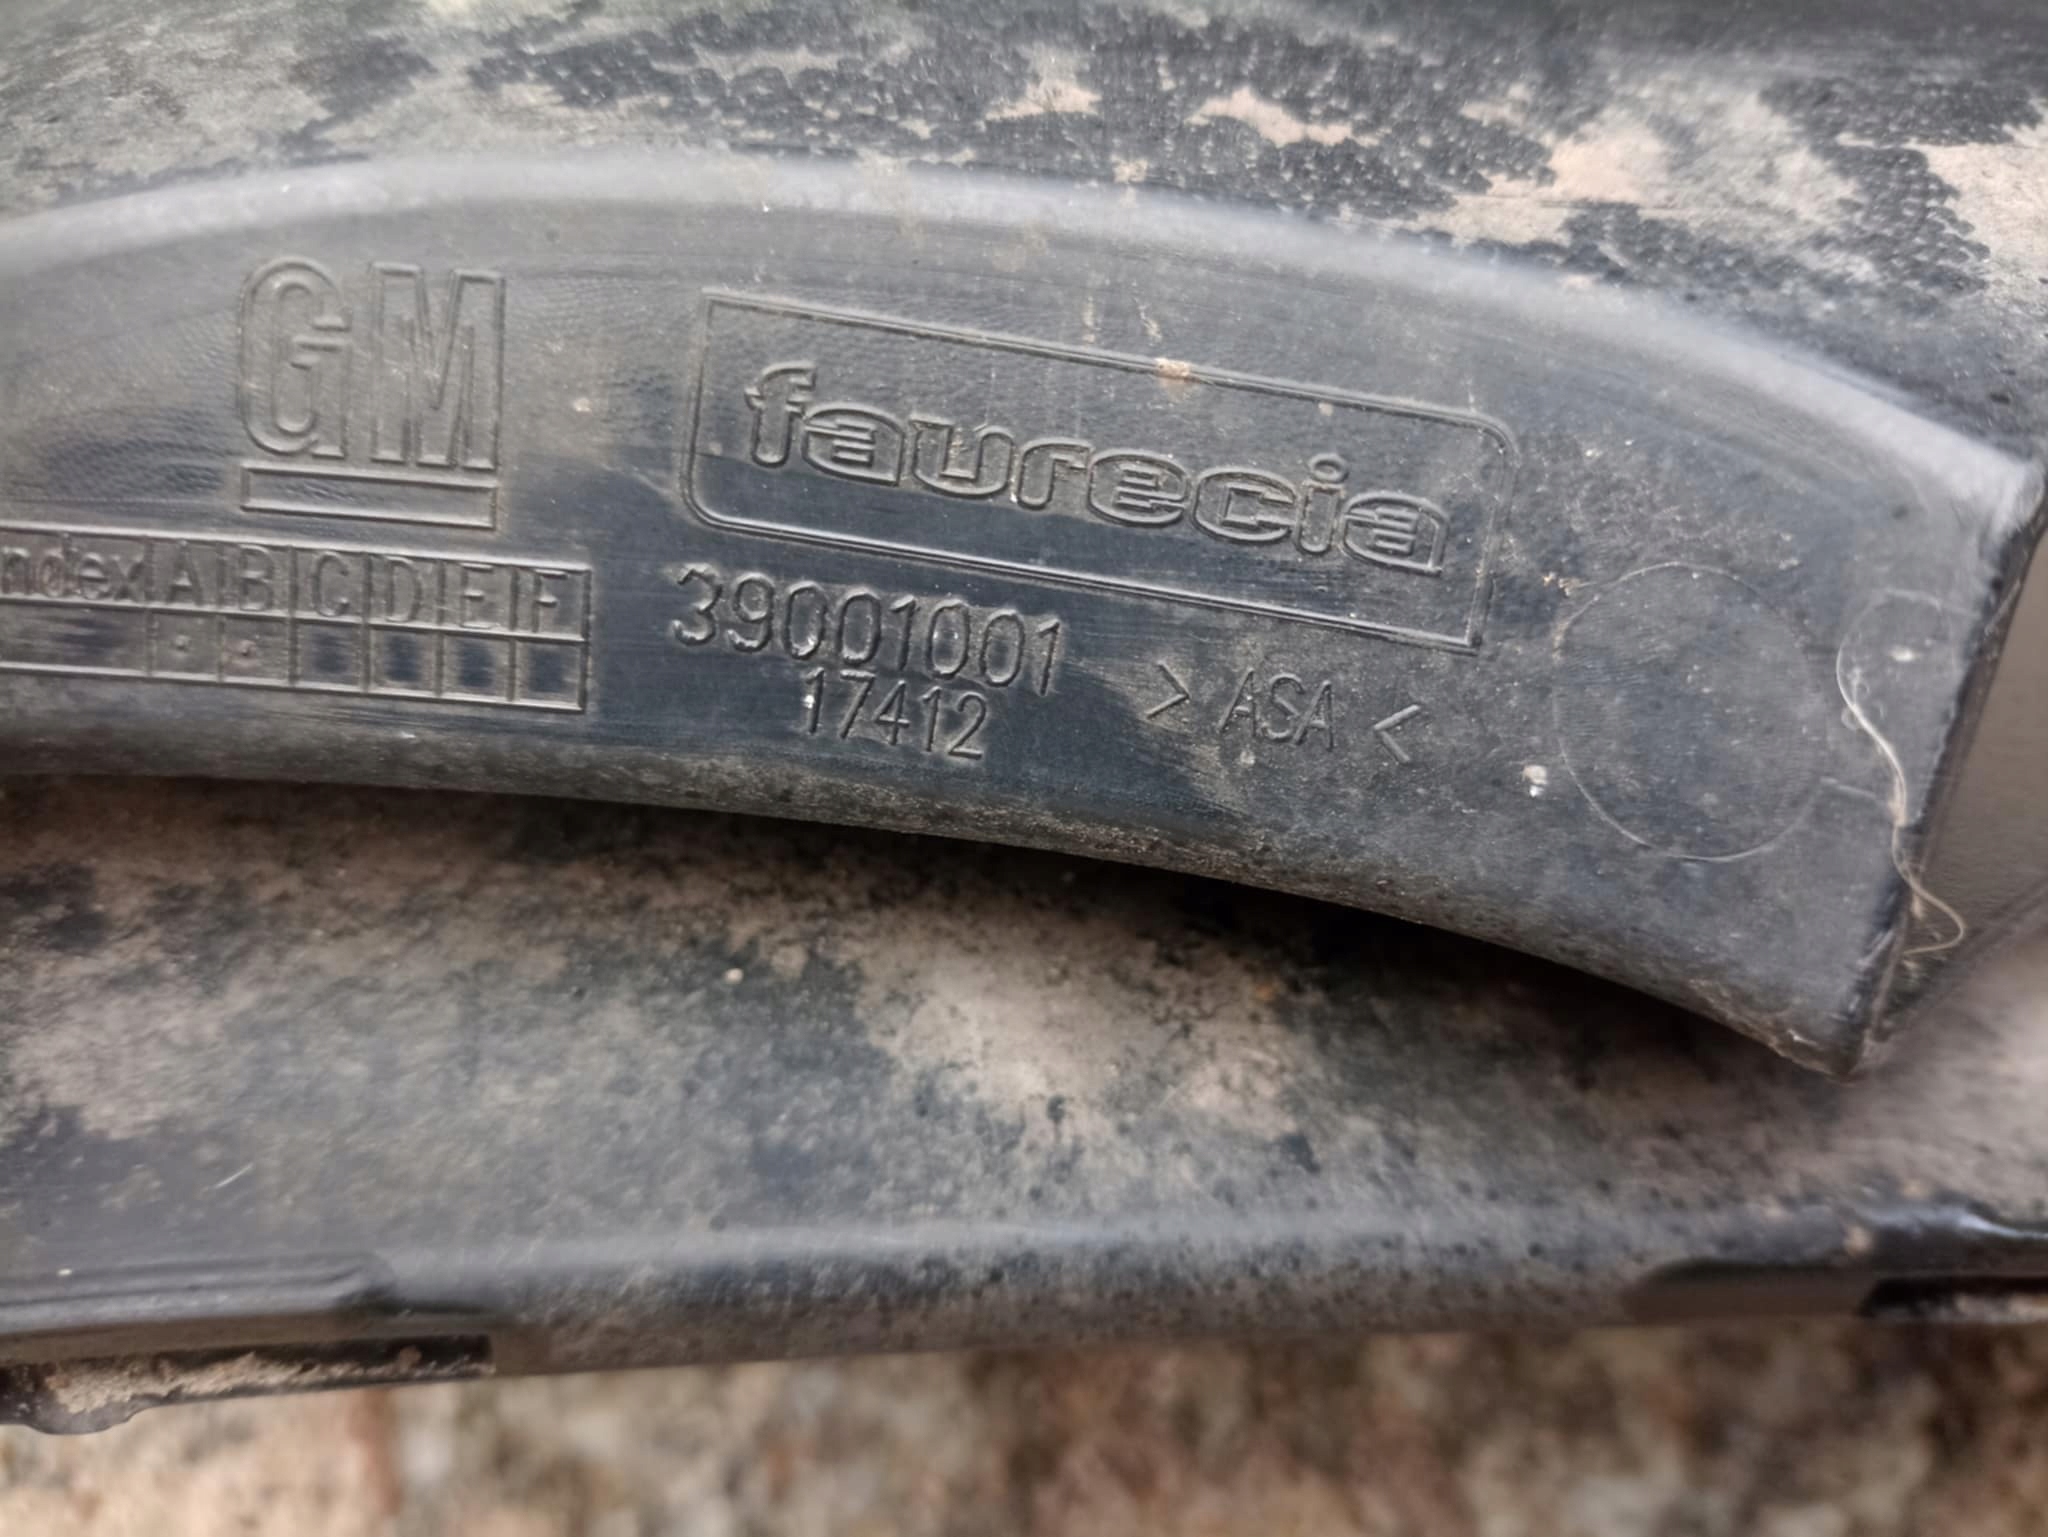 GM
faurecia
ndex A B C D E F
39001001
17412
> ASA <